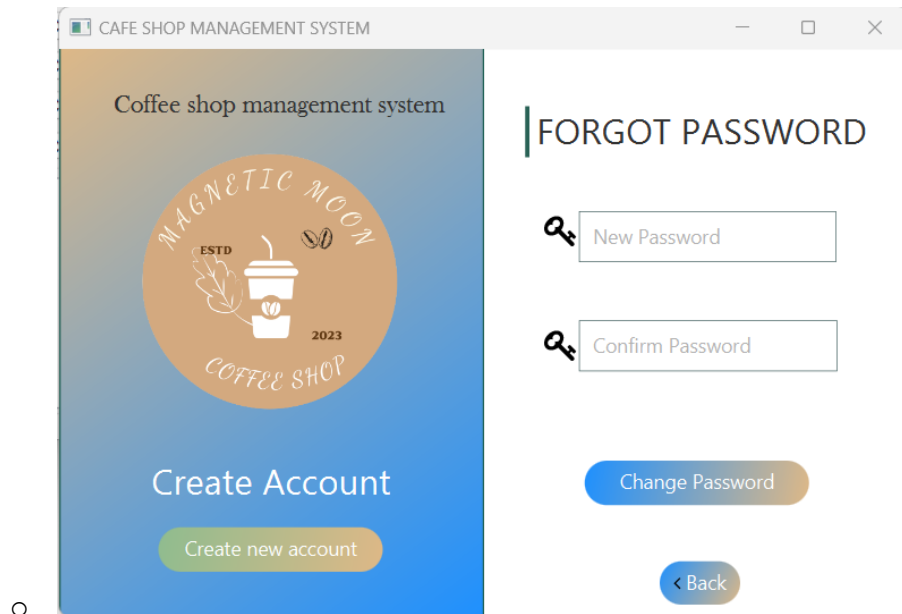 CAFE SHOP MANAGEMENT SYSTEM
Coffee shop management system
MAGNETIC MOON
ESTD
2023
COFFEE SHOP
Create Account
Create new account
FORGOT PASSWORD
New Password
Confirm Password
Change Password
Back